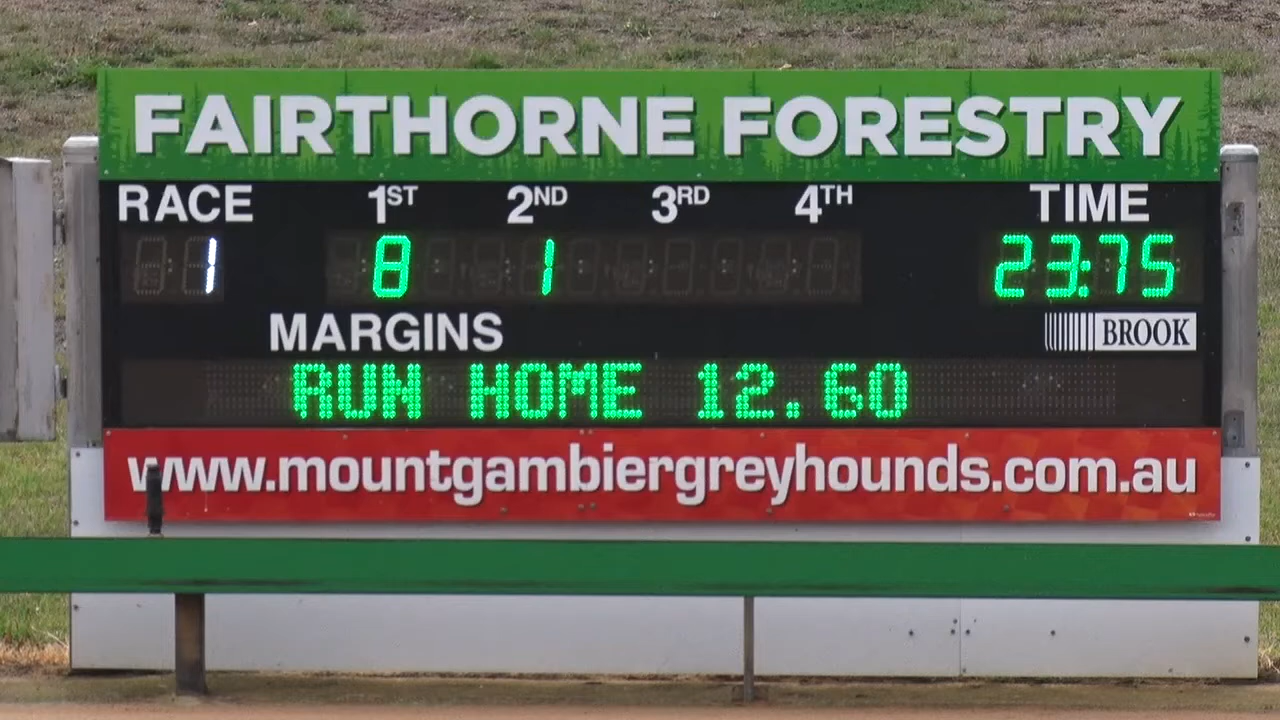 FAIRTHORNE FORESTRY
RACE 1ST 2ND 3RD 4TH TIME
1 8 1 23:75
MARGINS BROOK
RUN HOME 12.60
www.mountgambiergreyhounds.com.au